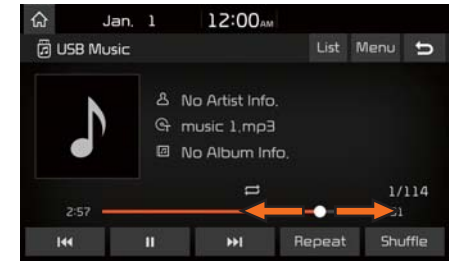 Jan. 1 12:00AM
USB Music List Menu
No Artist Info.
music 1.mp3
No Album Info.
1/114
2:57
Repeat Shuffle